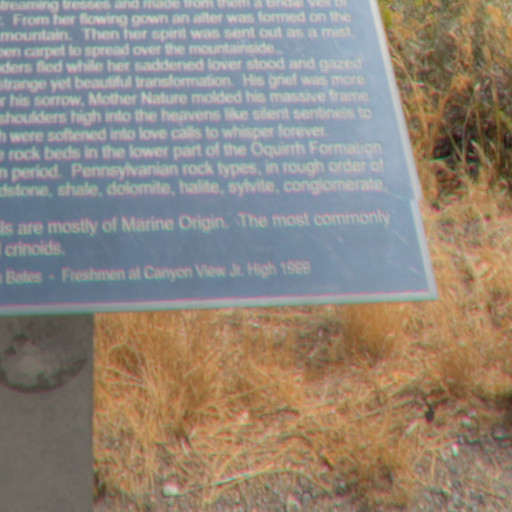 treaming tresses and made from them a Bridal Veil of
From her flowing gown an alter was formed on the
mountain. Then her spirit was sent out as a mist,
een carpet to spread over the mountainside.
ders fled while her saddened lover stood and gazed
strange yet beautiful transformation. His grief was more
r his sorrow, Mother Nature molded his massive frame
shoulders high into the heavens like silent sentinels to
h were softened into love calls to whisper forever.
e rock beds in the lower part of the Oquirrh Formation
n period. Pennsylvanian rock types, in rough order of
dstone, shale, dolomite, halite, sylvite, conglomerate,
ls are mostly of Marine Origin. The most commonly
crinoids.
Bates - Freshmen at Canyon View Jr. High 1999